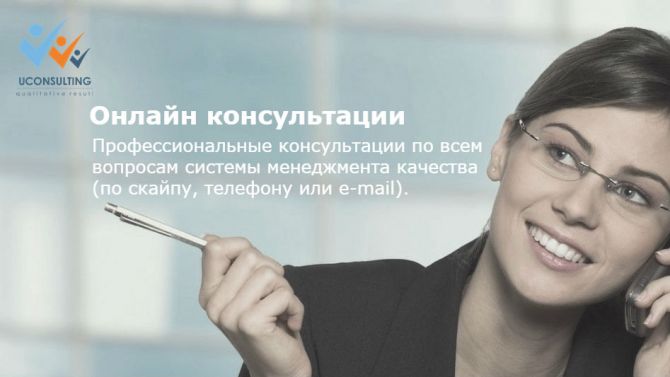 UCONSULTING
qualitative result
Онлайн консультации
Профессиональные консультации по всем
вопросам системы менеджмента качества
(по скайпу, телефону или e-mail).